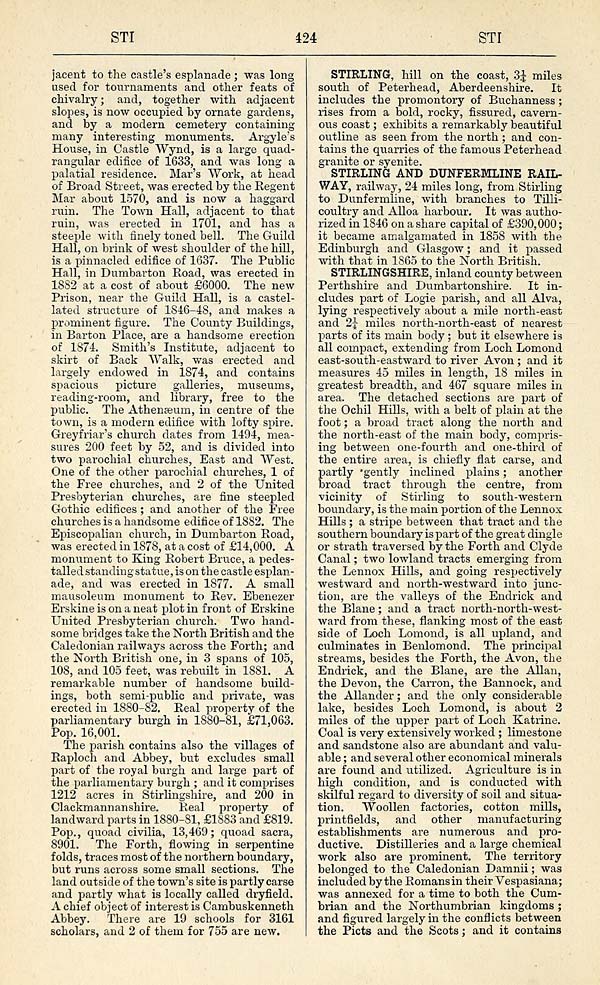 STI 424 STI
jacent to the castle's esplanade; was long
used for tournaments and other feats of
chivalry; and, together with adjacent
slopes, is now occupied by ornate gardens,
and by a modern cemetery containing
many interesting monuments. Argyle's
House, in Castle Wynd, is a large quad-
rangular edifice of 1633, and was long a
palatial residence. Mar's Work, at head
of Broad Street, was erected by the Regent
Mar about 1570, and is now a haggard
ruin. The Town Hall, adjacent to that
ruin, was erected in 1701, and has a
steeple with finely toned bell. The Guild
Hall, on brink of west shoulder of the hill,
is a pinnacled edifice of 1637. The Public
Hall, in Dumbarton Road, was erected in
1882 at a cost of about £6000. The new
Prison, near the Guild Hall, is a castel-
lated structure of 1846-48, and makes a
prominent figure. The County Buildings,
in Barton Place, are a handsome erection
of 1874. Smith's Institute, adjacent to
skirt of Back Walk, was erected and
largely endowed in 1874, and contains
spacious picture galleries, museums,
reading-room, and library, free to the
public. The Athenæum, in centre of the
town, is a modern edifice with lofty spire.
Greyfriar's church dates from 1494, mea-
sures 200 feet by 52, and is divided into
two parochial churches, East and West.
One of the other parochial churches, 1 of
the Free churches, and 2 of the United
Presbyterian churches, are fine steepled
Gothic edifices; and another of the Free
churches is a handsome edifice of 1882. The
Episcopalian church, in Dumbarton Road,
was erected in 1878, at a cost of £14,000. A
monument to King Robert Bruce, a pedes-
talled standing statue, is on the castle esplan-
ade, and was erected in 1877. A small
mausoleum monument to Rev. Ebenezer
Erskine is on a neat plot in front of Erskine
United Presbyterian church. Two hand-
some bridges take the North British and the
Caledonian railways across the Forth; and
the North British one, in 3 spans of 105,
108, and 105 feet, was rebuilt in 1881. A
remarkable number of handsome build-
ings, both semi-public and private, was
erected in 1880-82. Real property of the
parliamentary burgh in 1880-81, £71,063.
Pop. 16,001.
The parish contains also the villages of
Raploch and Abbey, but excludes small
part of the royal burgh and large part of
the parliamentary burgh; and it comprises
1212 acres in Stirlingshire, and 200 in
Clackmannanshire. Real property of
landward parts in 1880-81, £1883 and £819.
Pop., quoad civilia, 13,469; quoad sacra,
8901. The Forth, flowing in serpentine
folds, traces most of the northern boundary,
but runs across some small sections. The
land outside of the town's site is partly carse
and partly what is locally called dryfield.
A chief object of interest is Cambuskenneth
Abbey. There are 19 schools for 3161
scholars, and 2 of them for 755 are new.
STIRLING, hill on the coast, 3¼ miles
south of Peterhead, Aberdeenshire. It
includes the promontory of Buchanness;
rises from a bold, rocky, fissured, cavern-
ous coast; exhibits a remarkably beautiful
outline as seen from the north; and con-
tains the quarries of the famous Peterhead
granite or syenite.
STIRLING AND DUNFERMLINE RAIL-
WAY, railway, 24 miles long, from Stirling
to Dunfermline, with branches to Tilli-
coultry and Alloa harbour. It was autho-
rized in 1846 on a share capital of £390,000;
it became amalgamated in 1858 with the
Edinburgh and Glasgow; and it passed
with that in 1865 to the North British.
STIRLINGSHIRE, inland county between
Perthshire and Dumbartonshire. It in-
cludes part of Logie parish, and all Alva,
lying respectively about a mile north-east
and 2¼ miles north-north-east of nearest
parts of its main body; but it elsewhere is
all compact, extending from Loch Lomond
east-south-eastward to river Avon; and it
measures 45 miles in length, 18 miles in
greatest breadth, and 467 square miles in
area. The detached sections are part of
the Ochil Hills, with a belt of plain at the
foot; a broad tract along the north and
the north-east of the main body, compris-
ing between one-fourth and one-third of
the entire area, is chiefly flat carse, and
partly gently inclined plains; another
broad tract through the centre, from
vicinity of Stirling to south-western
boundary, is the main portion of the Lennox
Hills; a stripe between that tract and the
southern boundary is part of the great dingle
or strath traversed by the Forth and Clyde
Canal; two lowland tracts emerging from
the Lennox Hills, and going respectively
westward and north-westward into junc-
tion, are the valleys of the Endrick and
the Blane; and a tract north-north-west-
ward from these, flanking most of the east
side of Loch Lomond, is all upland, and
culminates in Benlomond. The principal
streams, besides the Forth, the Avon, the
Endrick, and the Blane, are the Allan,
the Devon, the Carron, the Bannock, and
the Allander; and the only considerable
lake, besides Loch Lomond, is about 2
miles of the upper part of Loch Katrine.
Coal is very extensively worked; limestone
and sandstone also are abundant and valu-
able; and several other economical minerals
are found and utilized. Agriculture is in
high condition, and is conducted with
skilful regard to diversity of soil and situa-
tion. Woollen factories, cotton mills,
printfields, and other manufacturing
establishments are numerous and pro-
ductive. Distilleries and a large chemical
work also are prominent. The territory
belonged to the Caledonian Damnii; was
included by the Romans in their Vespasiana;
was annexed for a time to both the Cum-
brian and the Northumbrian kingdoms;
and figured largely in the conflicts between
the Picts and the Scots; and it contains